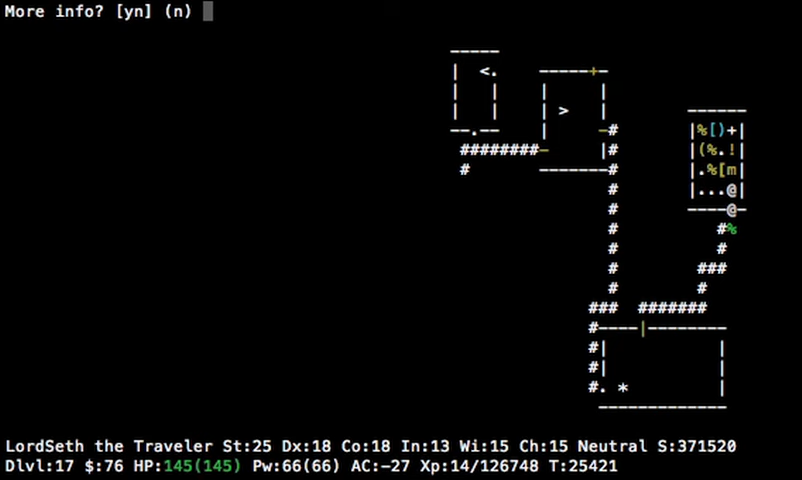 More info? [yn] (n)
-----
|  <.    -----+-
|   |   |     |        ------
|   |   | >   |        |%[)+|
--.--   |     -#       |(%.!|
########-     |#       |.%[m|
#       -------#       |...@|
#       ----@-
#       #%
#       #
#       ###
#       #
###  #######
#----|--------
#|           |
#|           |
#. *         |
-------------
LordSeth the Traveler St:25 Dx:18 Co:18 In:13 Wi:15 Ch:15 Neutral S:371520
Dlvl:17 $:76 HP:145(145) Pw:66(66) AC:-27 Xp:14/126748 T:25421